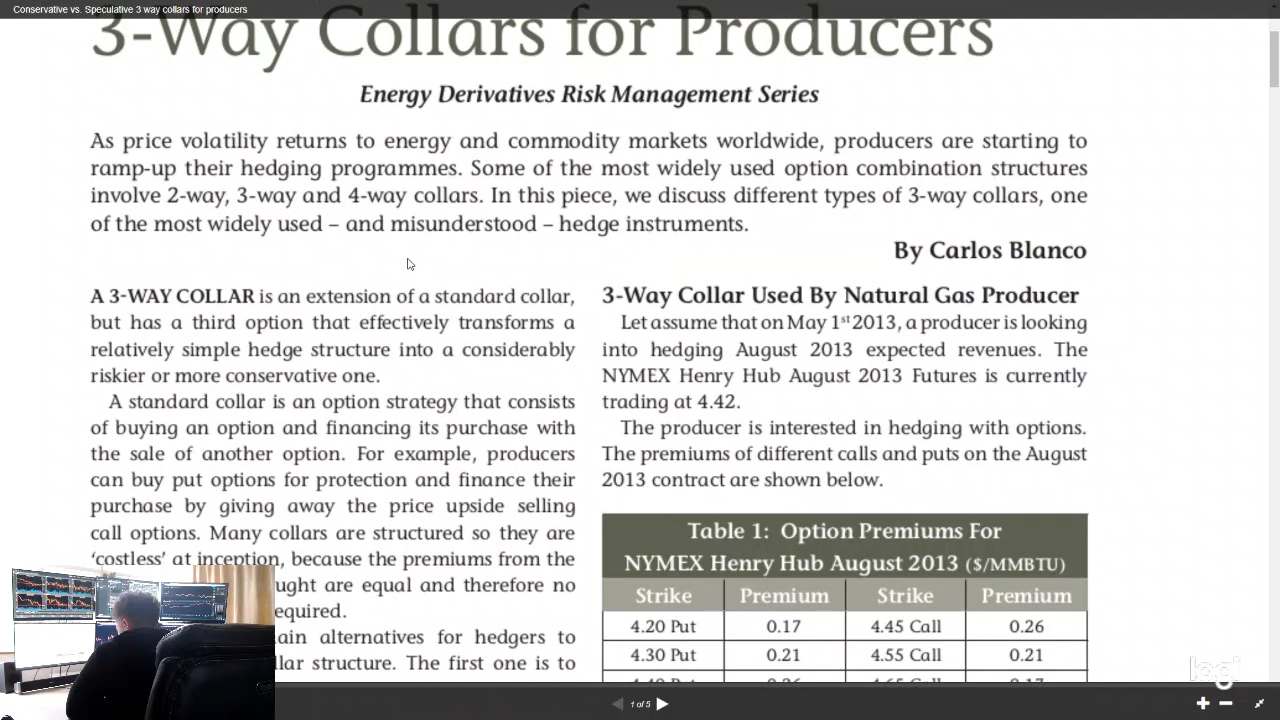 Conservative vs. Speculative 3 way collars for producers
3-Way Collars for Producers
Energy Derivatives Risk Management Series
As price volatility returns to energy and commodity markets worldwide, producers are starting to
ramp-up their hedging programmes. Some of the most widely used option combination structures
involve 2-way, 3-way and 4-way collars. In this piece, we discuss different types of 3-way collars, one
of the most widely used – and misunderstood – hedge instruments.
By Carlos Blanco
A 3-WAY COLLAR is an extension of a standard collar,
but has a third option that effectively transforms a
relatively simple hedge structure into a considerably
riskier or more conservative one.
A standard collar is an option strategy that consists
of buying an option and financing its purchase with
the sale of another option. For example, producers
can buy put options for protection and finance their
purchase by giving away the price upside selling
call options. Many collars are structured so they are
'costless' at inception, because the premiums from the
ught are equal and therefore no
equired.
ain alternatives for hedgers to
llar structure. The first one is to
3-Way Collar Used By Natural Gas Producer
Let assume that on May 1st 2013, a producer is looking
into hedging August 2013 expected revenues. The
NYMEX Henry Hub August 2013 Futures is currently
trading at 4.42.
The producer is interested in hedging with options.
The premiums of different calls and puts on the August
2013 contract are shown below.
Table 1: Option Premiums For
NYMEX Henry Hub August 2013 ($/MMBTU)
Strike Premium Strike Premium
4.20 Put 0.17 4.45 Call 0.26
4.30 Put 0.21 4.55 Call 0.21
1 of 5